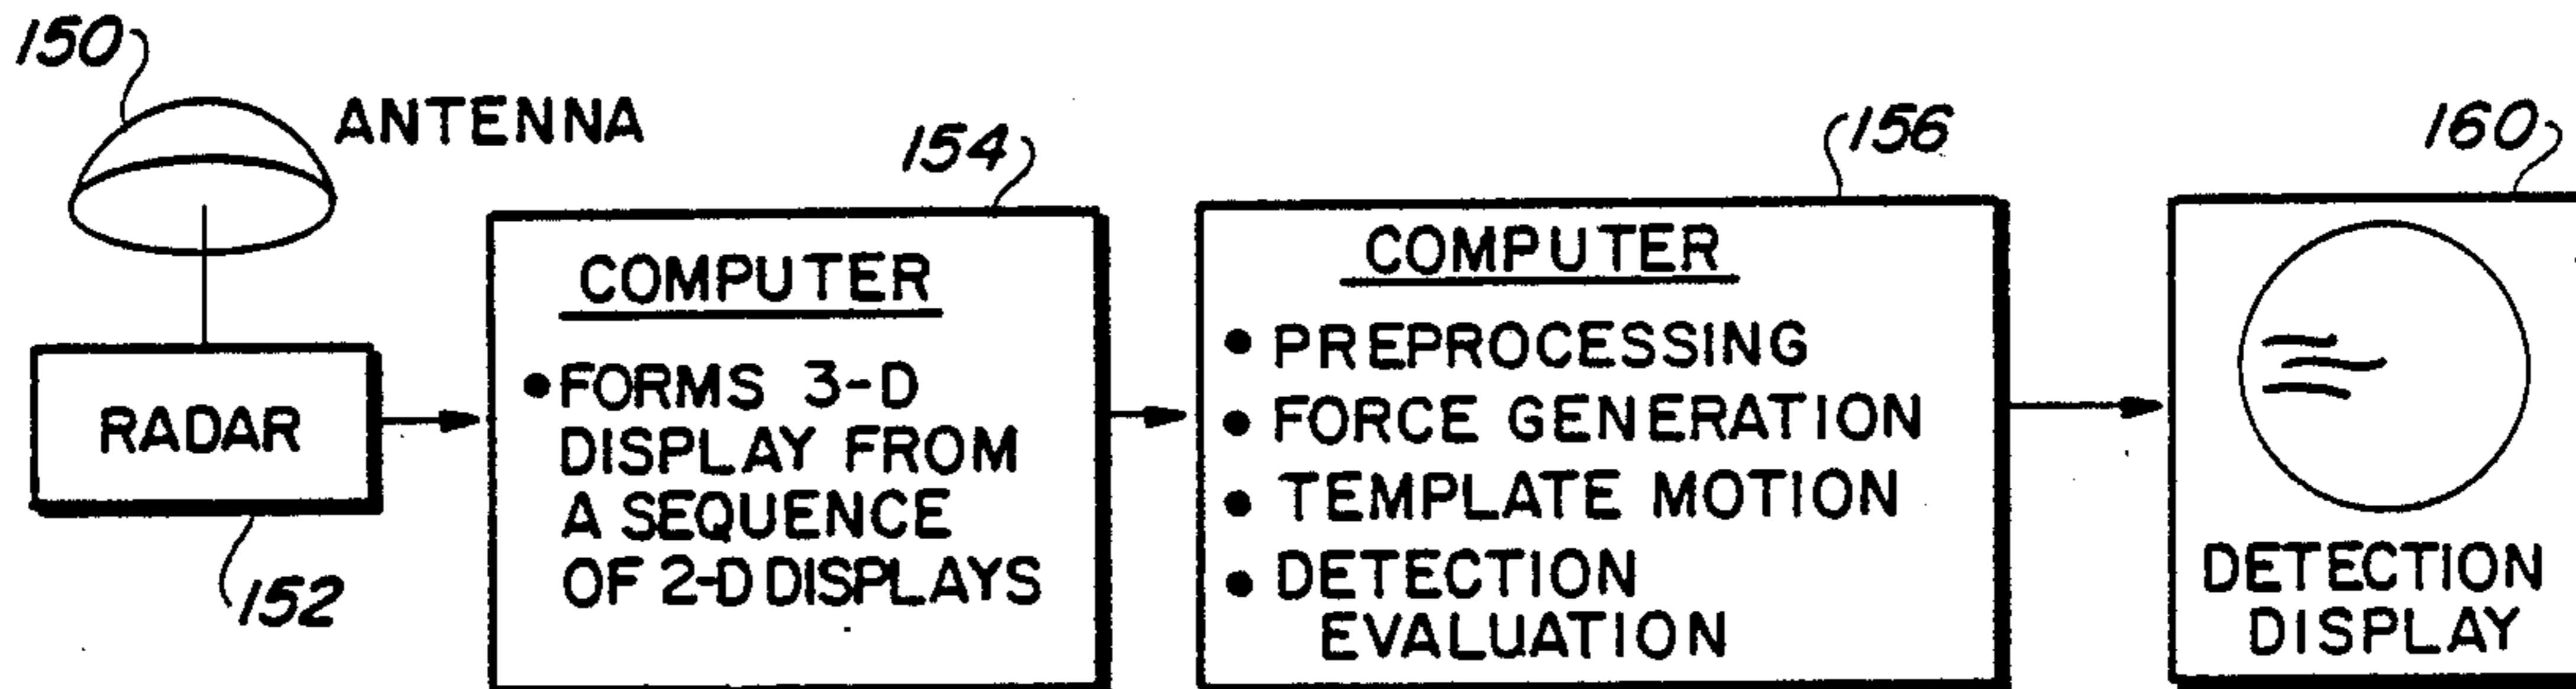 150
ANTENNA
RADAR
152
154
COMPUTER
• FORMS 3-D
DISPLAY FROM
A SEQUENCE
OF 2-D DISPLAYS
156
COMPUTER
• PREPROCESSING
• FORCE GENERATION
• TEMPLATE MOTION
• DETECTION
EVALUATION
160
DETECTION
DISPLAY